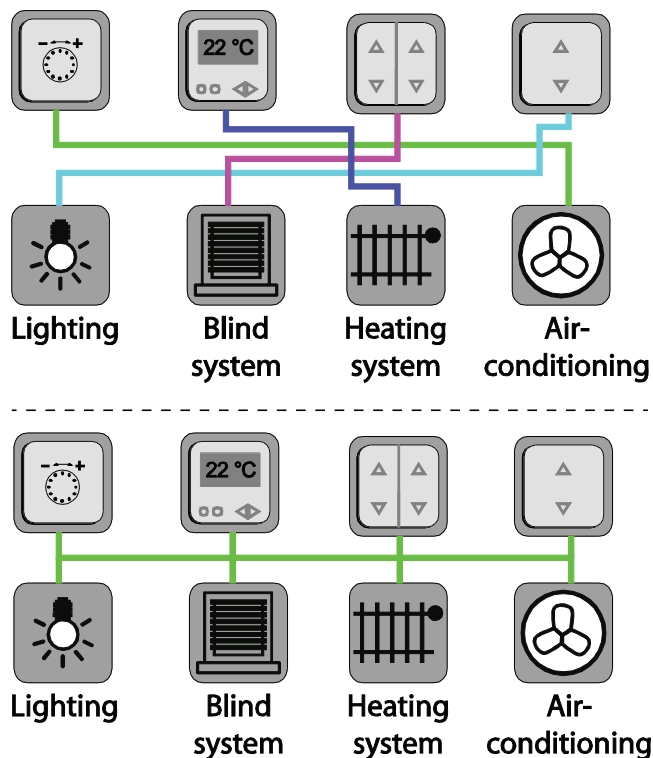 - +
22 °C
Lighting
Blind
system
Heating
system
Air-
conditioning
- +
22 °C
Lighting
Blind
system
Heating
system
Air-
conditioning